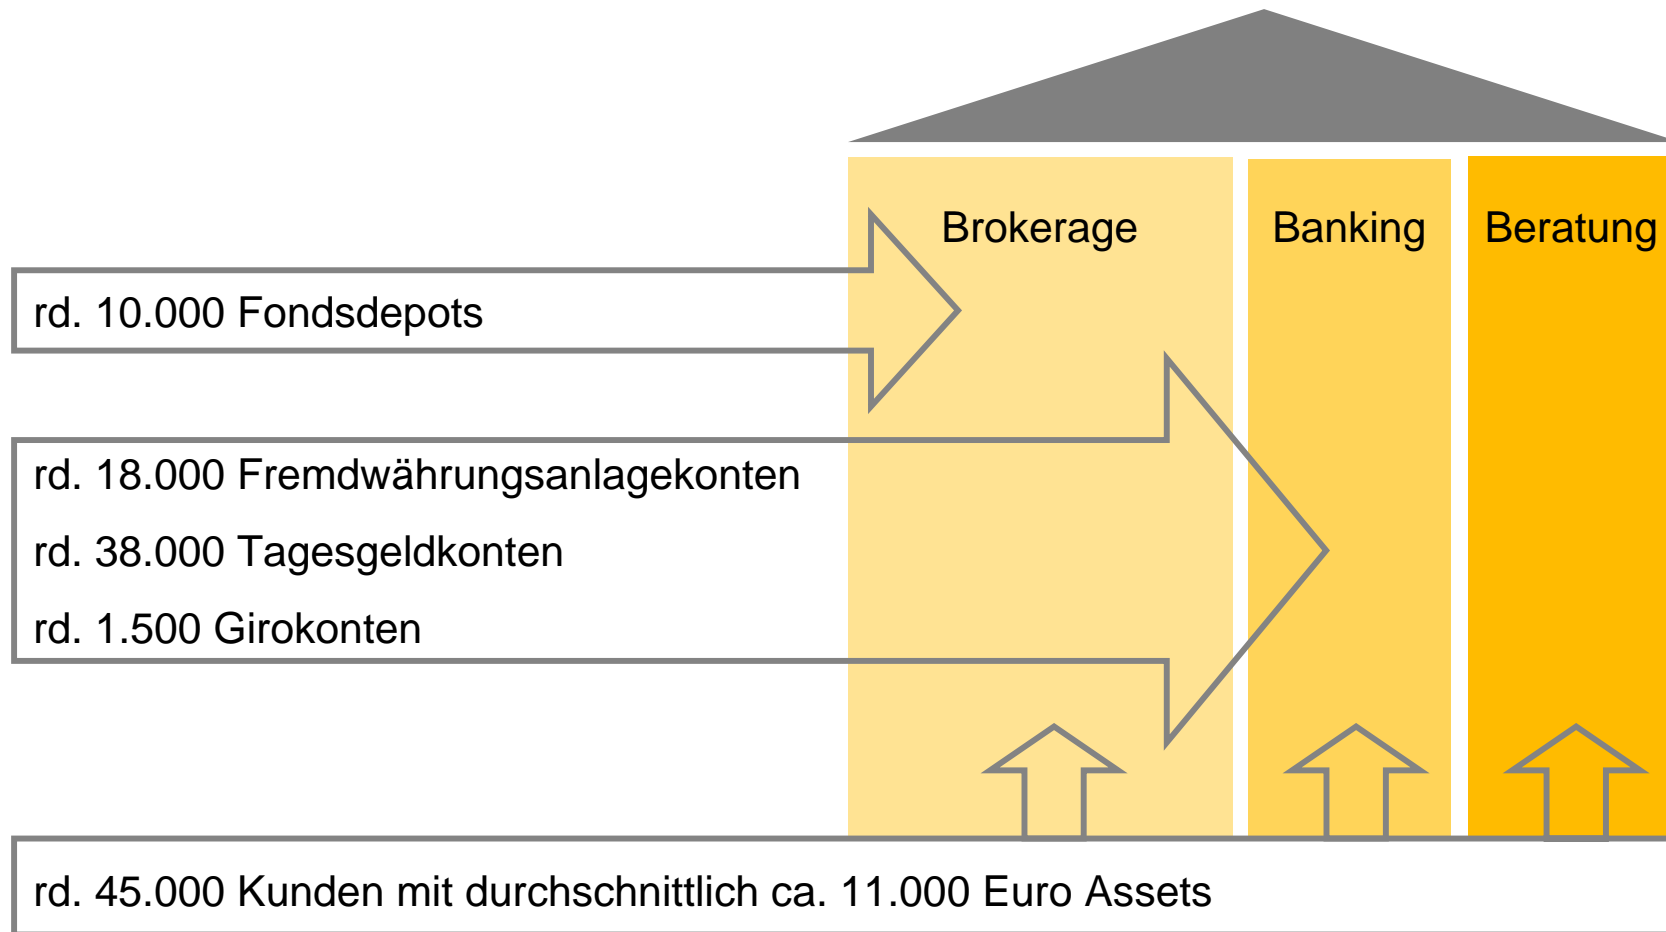 Brokerage
Banking
Beratung
rd. 10.000 Fondsdepots
rd. 18.000 Fremdwährungsanlagekonten
rd. 38.000 Tagesgeldkonten
rd. 1.500 Girokonten
rd. 45.000 Kunden mit durchschnittlich ca. 11.000 Euro Assets